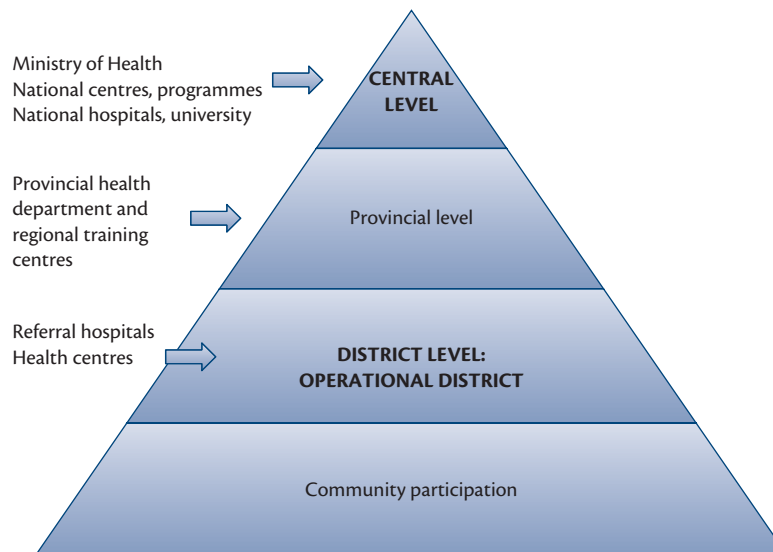 Ministry of Health
National centres, programmes
National hospitals, university
CENTRAL
LEVEL
Provincial health
department and
regional training
centres
Provincial level
Referral hospitals
Health centres
DISTRICT LEVEL:
OPERATIONAL DISTRICT
Community participation